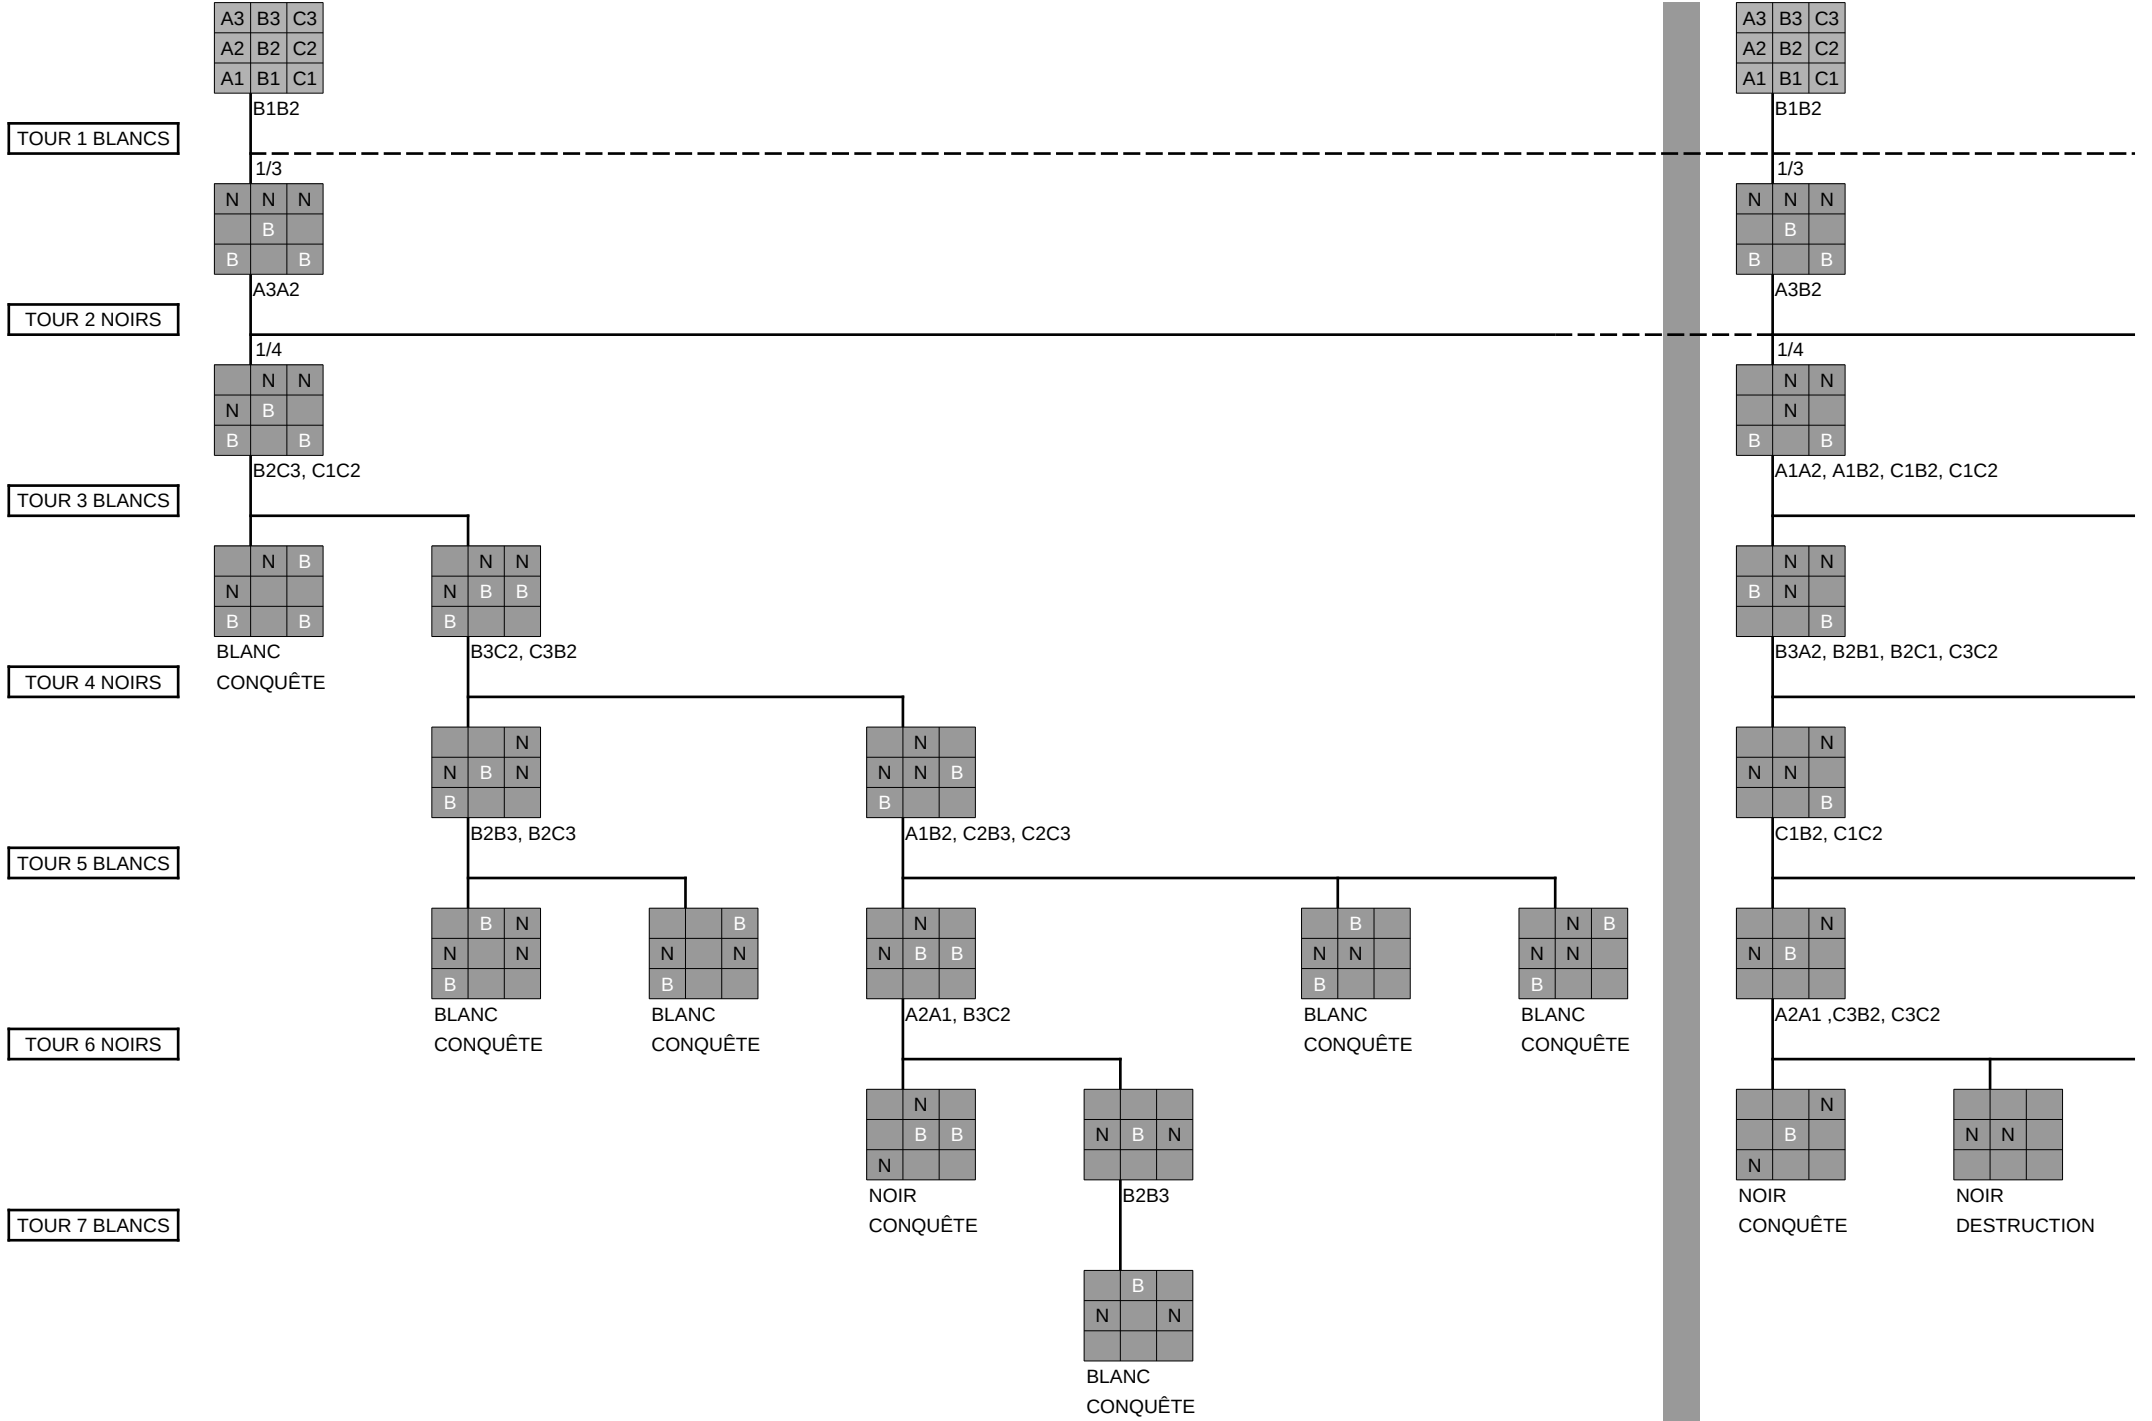 A3 B3 C3 A3 B3 C3
A2 B2 C2 A2 B2 C2
A1 B1 C1 A1 B1 C1
B1B2 B1B2
TOUR 1 BLANCS
1/3 1/3
N N N N N N
B B
B B B B
A3A2 A3B2
TOUR 2 NOIRS
1/4 1/4
N N N N
N B N
B B B B
B2C3, C1C2 A1A2, A1B2, C1B2, C1C2
TOUR 3 BLANCS
N B N N N N
N N B B B N
B B B B
BLANC B3C2, C3B2 B3A2, B2B1, B2C1, C3C2
TOUR 4 NOIRS CONQUÊTE
N N N
N B N N N B N N
B B B
B2B3, B2C3 A1B2, C2B3, C2C3 C1B2, C1C2
TOUR 5 BLANCS
B N B N B N B N
N N N N N B B N N N N N B
B B B B
BLANC BLANC A2A1, B3C2 BLANC BLANC A2A1 ,C3B2, C3C2
TOUR 6 NOIRS CONQUÊTE CONQUÊTE CONQUÊTE CONQUÊTE
N N
B B N B N B N N
N N
NOIR B2B3 NOIR NOIR
TOUR 7 BLANCS CONQUÊTE CONQUÊTE DESTRUCTION
B
N N
BLANC
CONQUÊTE